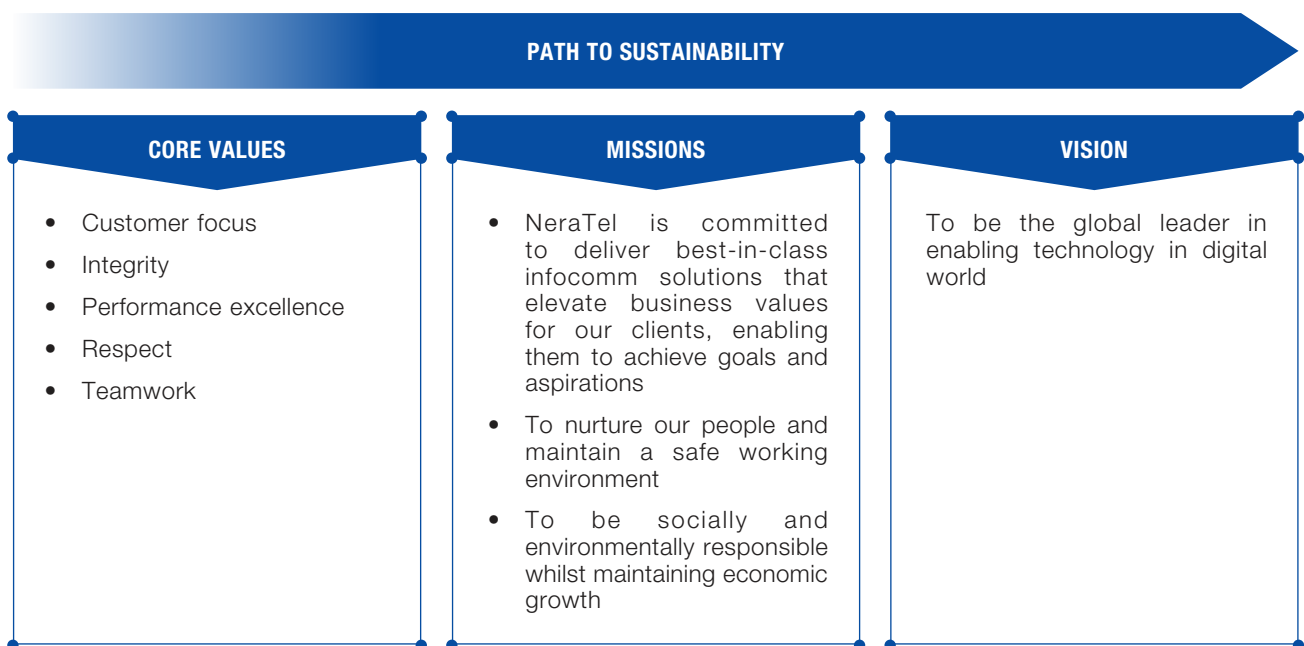 PATH TO SUSTAINABILITY
CORE VALUES
• Customer focus
• Integrity
• Performance excellence
• Respect
• Teamwork
MISSIONS
• NeraTel is committed
to deliver best-in-class
infocomm solutions that
elevate business values
for our clients, enabling
them to achieve goals and
aspirations
• To nurture our people and
maintain a safe working
environment
• To be socially and
environmentally responsible
whilst maintaining economic
growth
VISION
To be the global leader in
enabling technology in digital
world